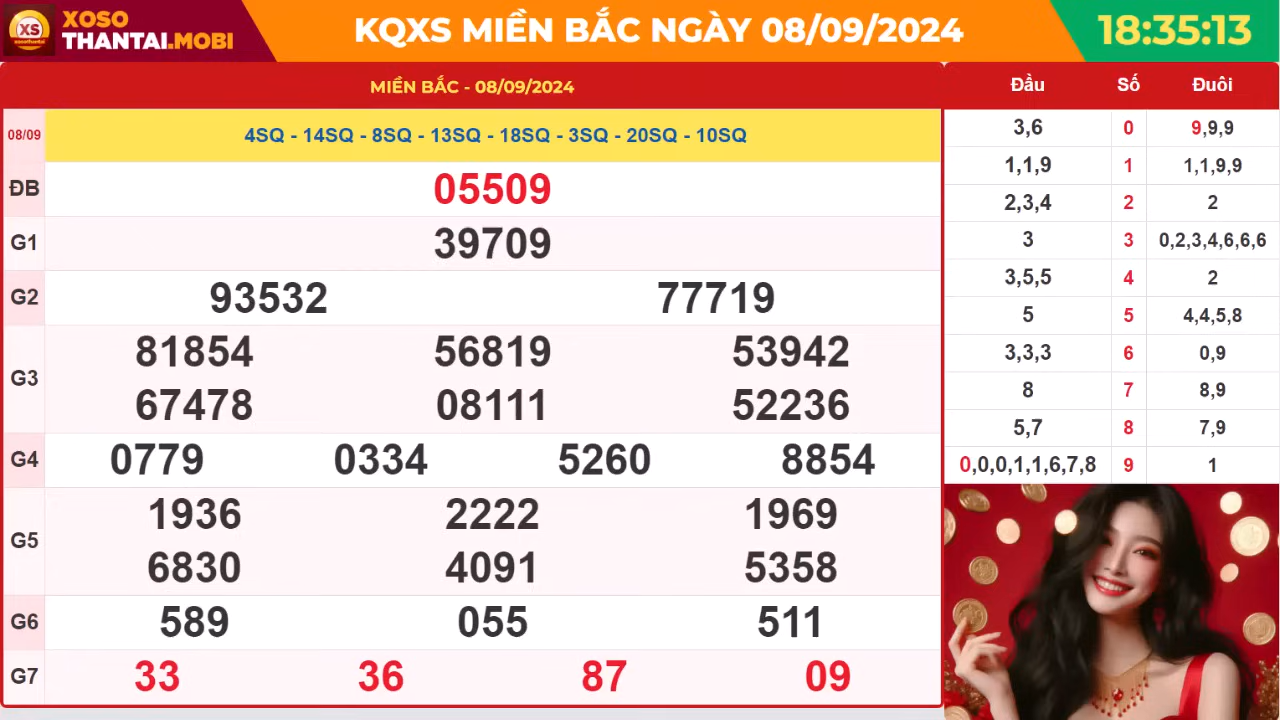 XS
xosothantai
XOSO
THANTAI.MOBI
KQXS MIỀN BẮC NGÀY 08/09/2024
18:35:13
MIỀN BẮC - 08/09/2024
08/09 4SQ - 14SQ - 8SQ - 13SQ - 18SQ - 3SQ - 20SQ - 10SQ
ĐB 05509
G1 39709
G2 93532 77719
G3 81854 56819 53942
67478 08111 52236
G4 0779 0334 5260 8854
G5 1936 2222 1969
6830 4091 5358
G6 589 055 511
G7 33 36 87 09
Đầu Số Đuôi
3,6 0 9,9,9
1,1,9 1 1,1,9,9
2,3,4 2 2
3 3 0,2,3,4,6,6,6
3,5,5 4 2
5 5 4,4,5,8
3,3,3 6 0,9
8 7 8,9
5,7 8 7,9
0,0,0,1,1,6,7,8 9 1